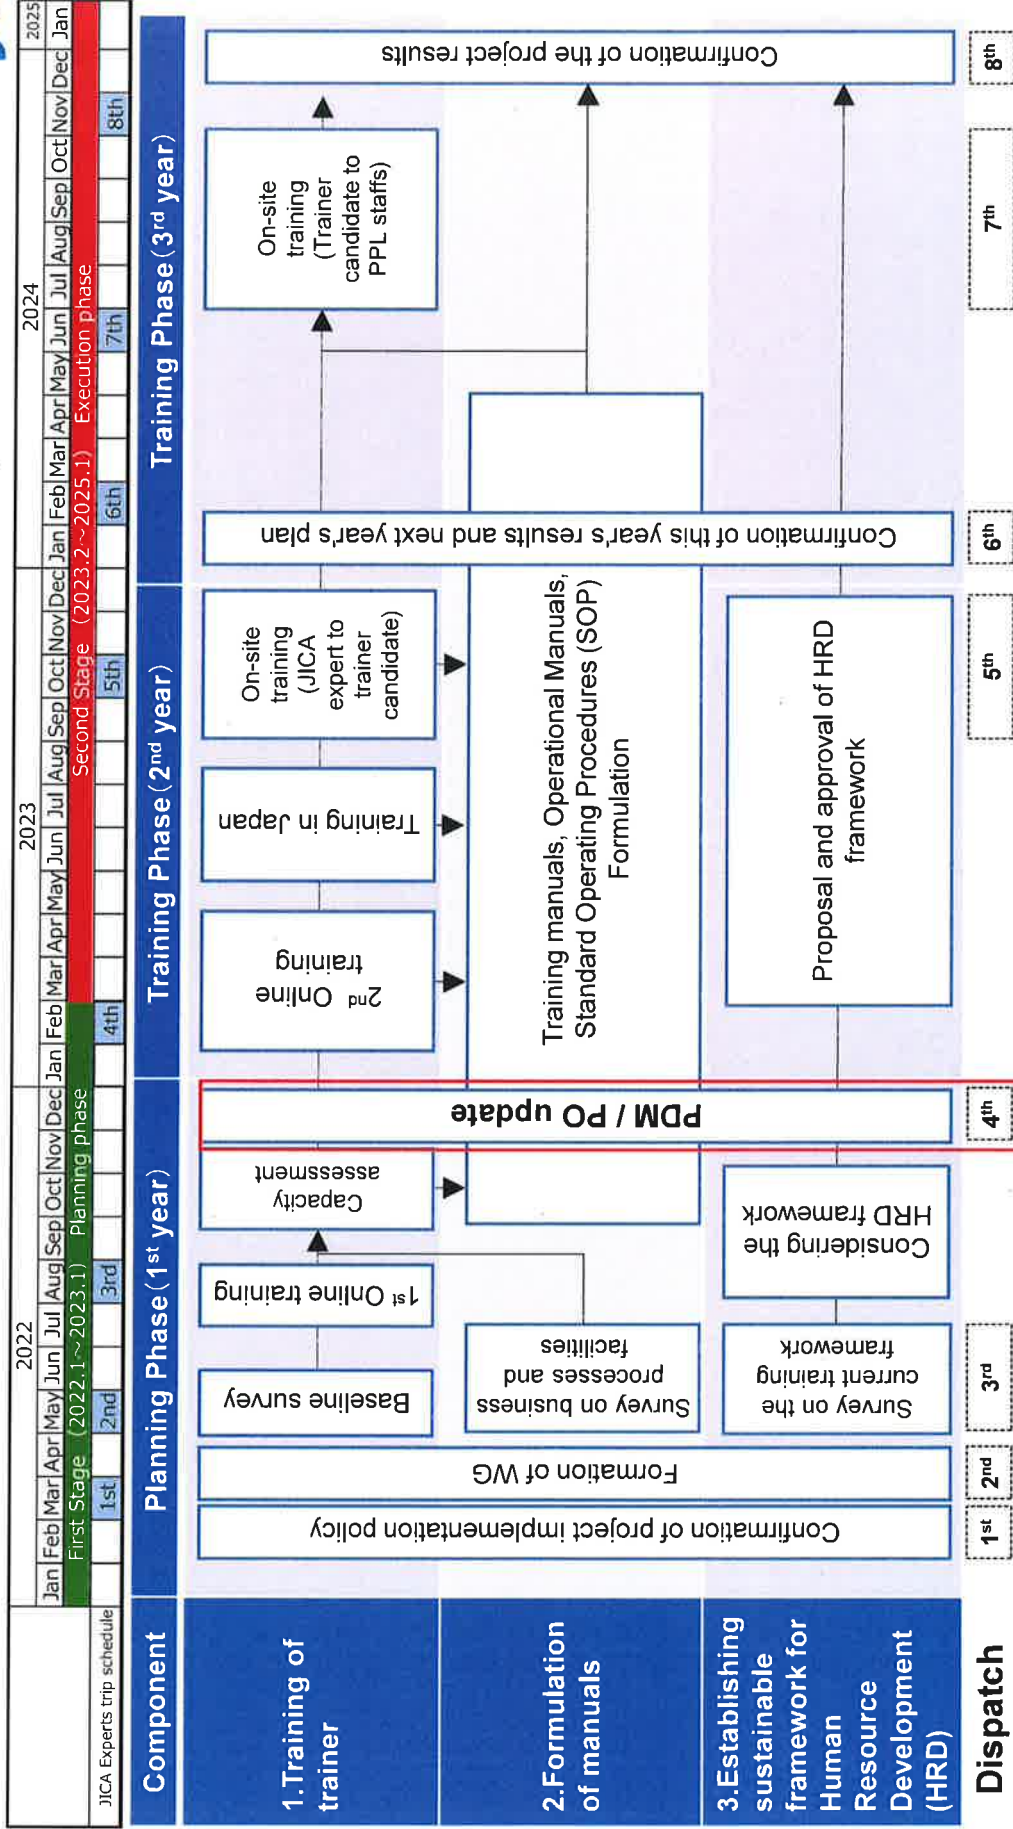 2022
2023
2024
2025
Jan Feb Mar Apr May Jun Jul Aug Sep Oct Nov Dec Jan Feb Mar Apr May Jun Jul Aug Sep Oct Nov Dec Jan Feb Mar Apr May Jun Jul Aug Sep Oct Nov Dec Jan
First Stage (2022.1~2023.1) Planning phase
Second Stage (2023.2~2025.1) Execution phase
JICA Experts trip schedule
1st
2nd
3rd
4th
5th
6th
7th
8th
Component
Planning Phase(1st year)
Training Phase(2nd year)
Training Phase(3rd year)
1.Training of
trainer
Confirmation of project implementation policy
Formation of WG
Baseline survey
1st Online training
Capacity
assessment
PDM / PO update
2nd Online
training
Training in Japan
On-site
training
(JICA
expert to
trainer
candidate)
Confirmation of this year's results and next year's plan
On-site
training
(Trainer
candidate to
PPL staffs)
Confirmation of the project results
2.Formulation
of manuals
Survey on business
processes and
facilities
Training manuals, Operational Manuals,
Standard Operating Procedures (SOP)
Formulation
3.Establishing
sustainable
framework for
Human
Resource
Development
(HRD)
Survey on the
current training
framework
Considering the
HRD framework
Proposal and approval of HRD
framework
Dispatch
1st
2nd
3rd
4th
5th
6th
7th
8th